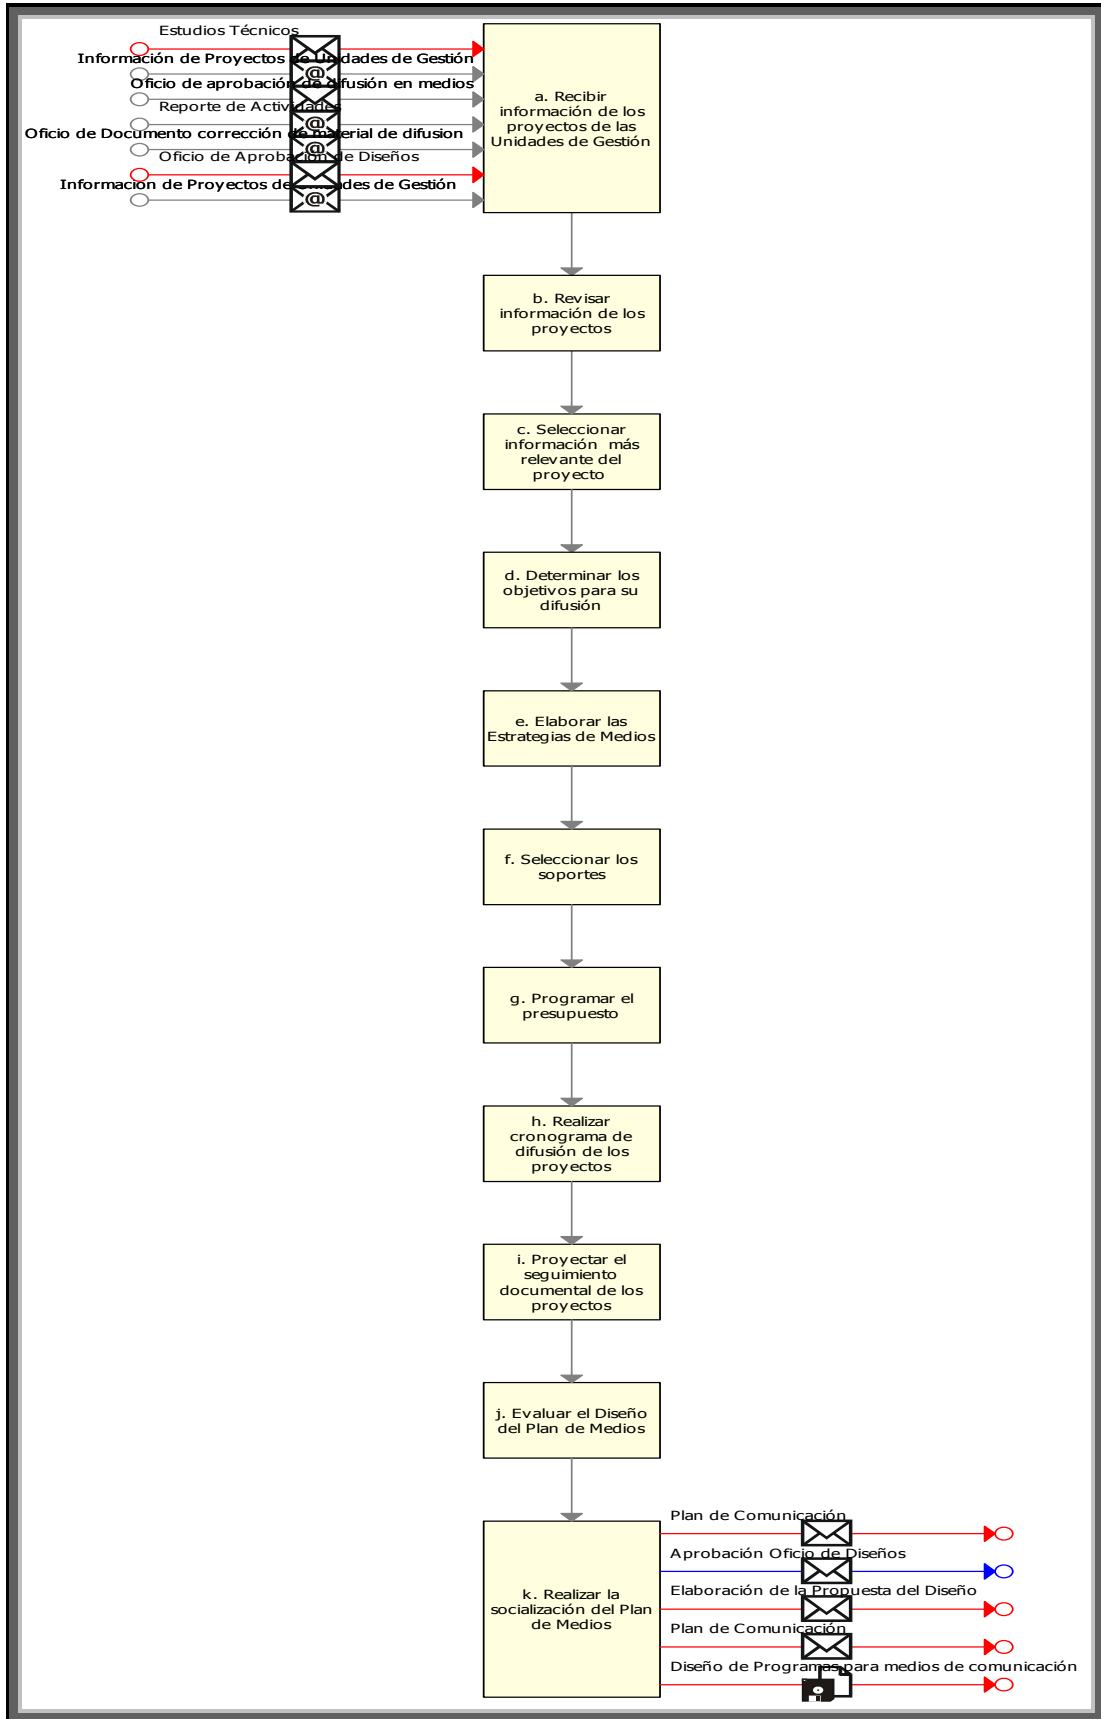 Estudios Técnicos
Información de Proyectos de Unidades de Gestión
@
Oficio de aprobación de difusión en medios
Reporte de Actividades
@
Oficio de Documento corrección de material de difusion
@
Oficio de Aprobación de Diseños
Información de Proyectos de Unidades de Gestión
@
a. Recibir
información de los
proyectos de las
Unidades de Gestión
b. Revisar
información de los
proyectos
c. Seleccionar
información  más
relevante del
proyecto
d. Determinar los
objetivos para su
difusión
e. Elaborar las
Estrategias de Medios
f. Seleccionar los
soportes
g. Programar el
presupuesto
h. Realizar
cronograma de
difusión de los
proyectos
i. Proyectar el
seguimiento
documental de los
proyectos
j. Evaluar el Diseño
del Plan de Medios
k. Realizar la
socialización del Plan
de Medios
Plan de Comunicación
Aprobación Oficio de Diseños
Elaboración de la Propuesta del Diseño
Plan de Comunicación
Diseño de Programas para medios de comunicación